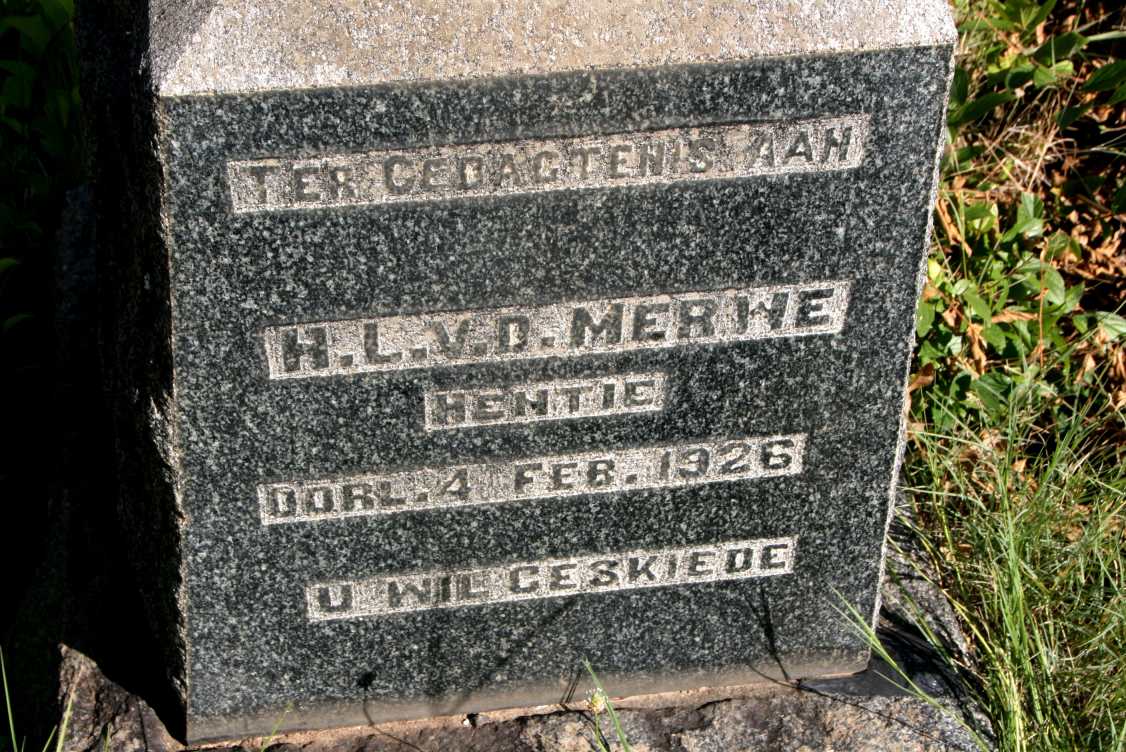 TER GEDAGTENIS AAN
H.L.V.D. MERWE
HENTIE
OORL. 4 FEB. 1926
U WIL GESKIEDE